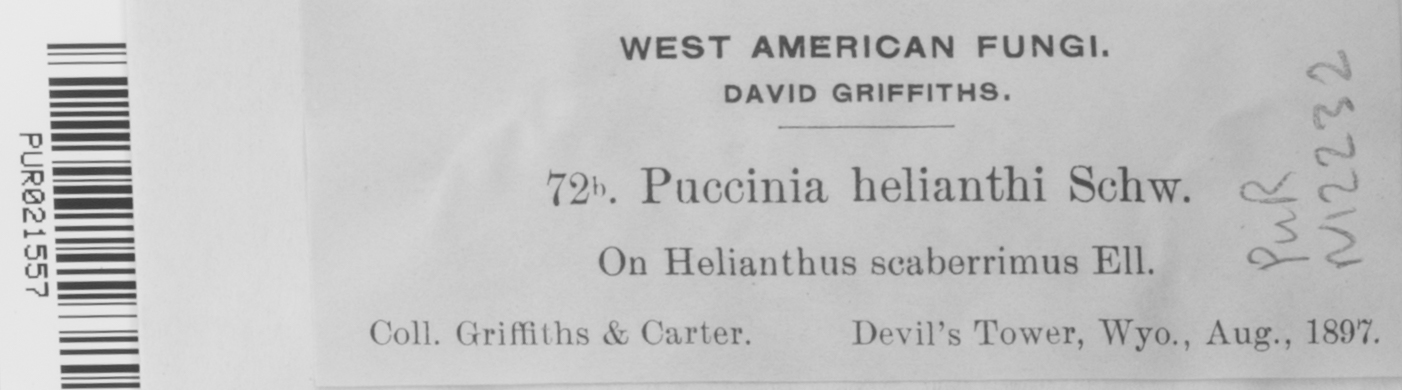 WEST AMERICAN FUNGI.
DAVID GRIFFITHS.
72b. Puccinia helianthi Schw.
On Helianthus scaberrimus Ell.
Coll. Griffiths & Carter. Devil's Tower, Wyo., Aug., 1897.
PUR
N12232
PUR021557